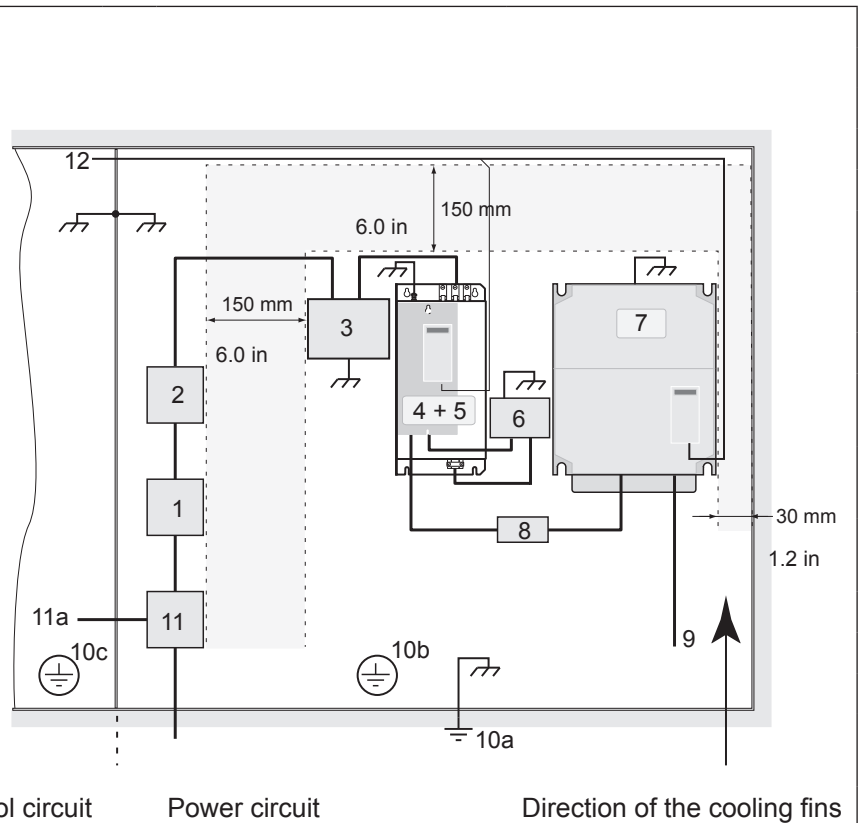 12
150 mm
6.0 in
150 mm
6.0 in
3
7
2
4 + 5
6
1
8
30 mm
1.2 in
11a
11
10c
10b
9
10a
circuit
Power circuit
Direction of the cooling fins